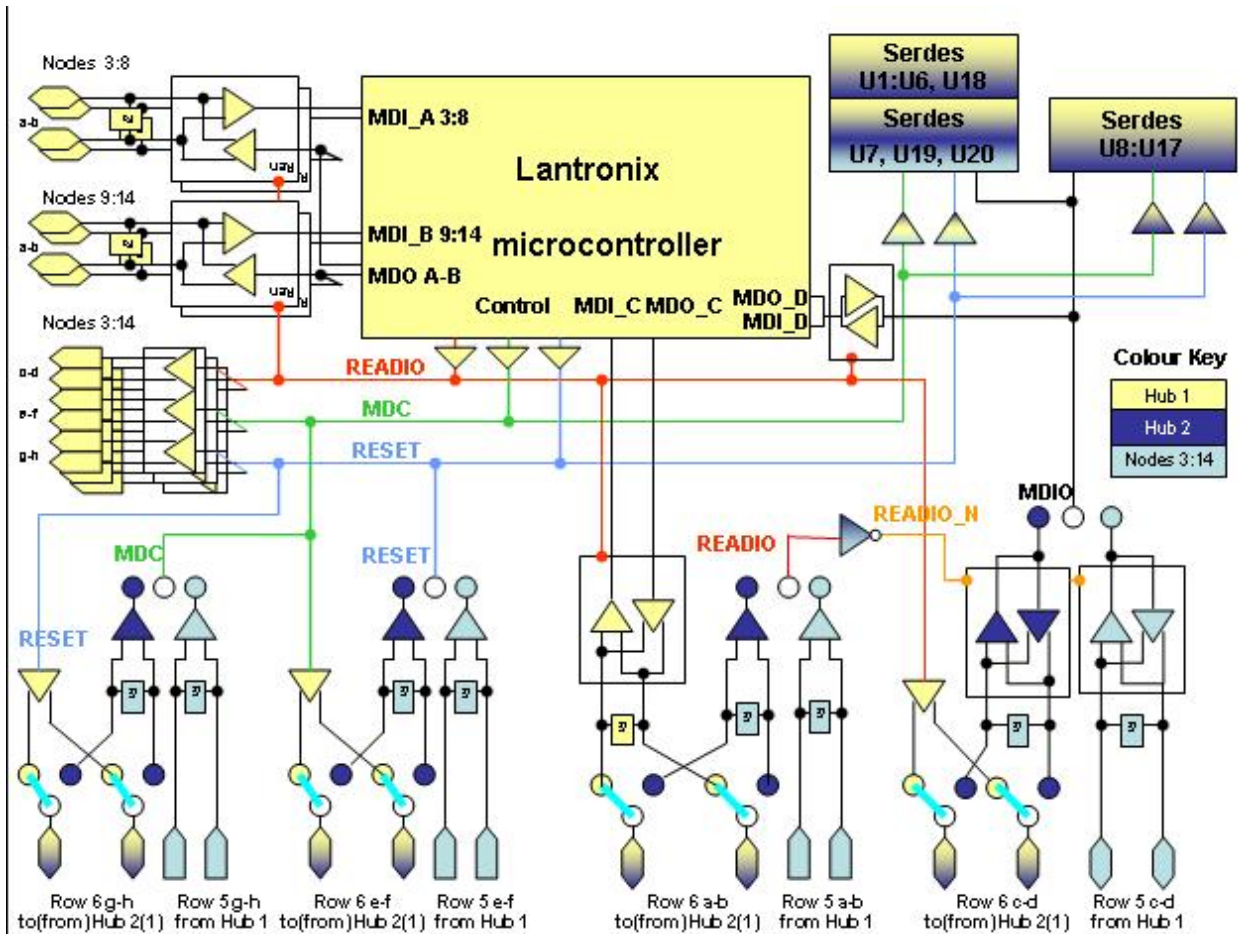 Nodes 3:8
a-b
MDI_A 3:8
Ren
Nodes 9:14
a-b
MDI_B 9:14
MDO A-B
Ren
Lantronix
microcontroller
Control
MDI_C
MDO_C
MDO_D
MDI_D
Serdes
U1:U6, U18
Serdes
U7, U19, U20
Serdes
U8:U17
Nodes 3:14
e-f
g-h
READIO
MDC
RESET
Colour Key
Hub 1
Hub 2
Nodes 3:14
MDIO
READIO_N
READIO
MDC
RESET
RESET
Row 6 g-h
to(from)Hub 2(1)
Row 5 g-h
from Hub 1
Row 6 e-f
to(from)Hub 2(1)
Row 5 e-f
from Hub 1
Row 6 a-b
to(from)Hub 2(1)
Row 5 a-b
from Hub 1
Row 6 c-d
to(from)Hub 2(1)
Row 5 c-d
from Hub 1